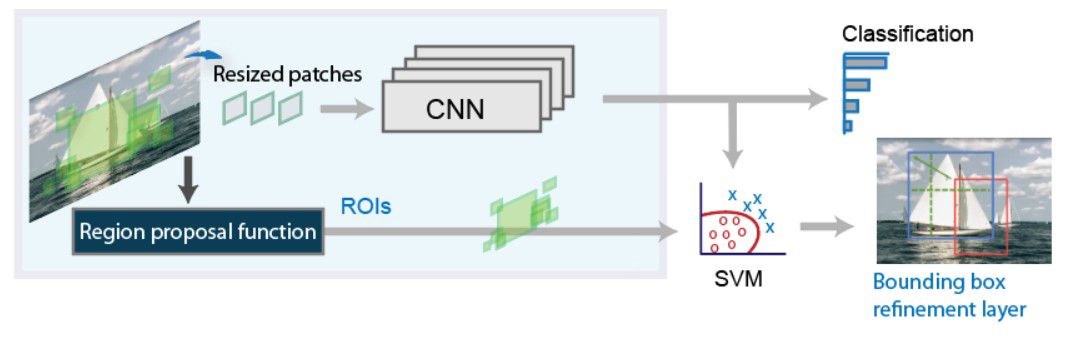 Classification
Resized patches
CNN
ROIs
Region proposal function
x
x x
x
x
x
o o
o o o
o o
SVM
Bounding box
refinement layer